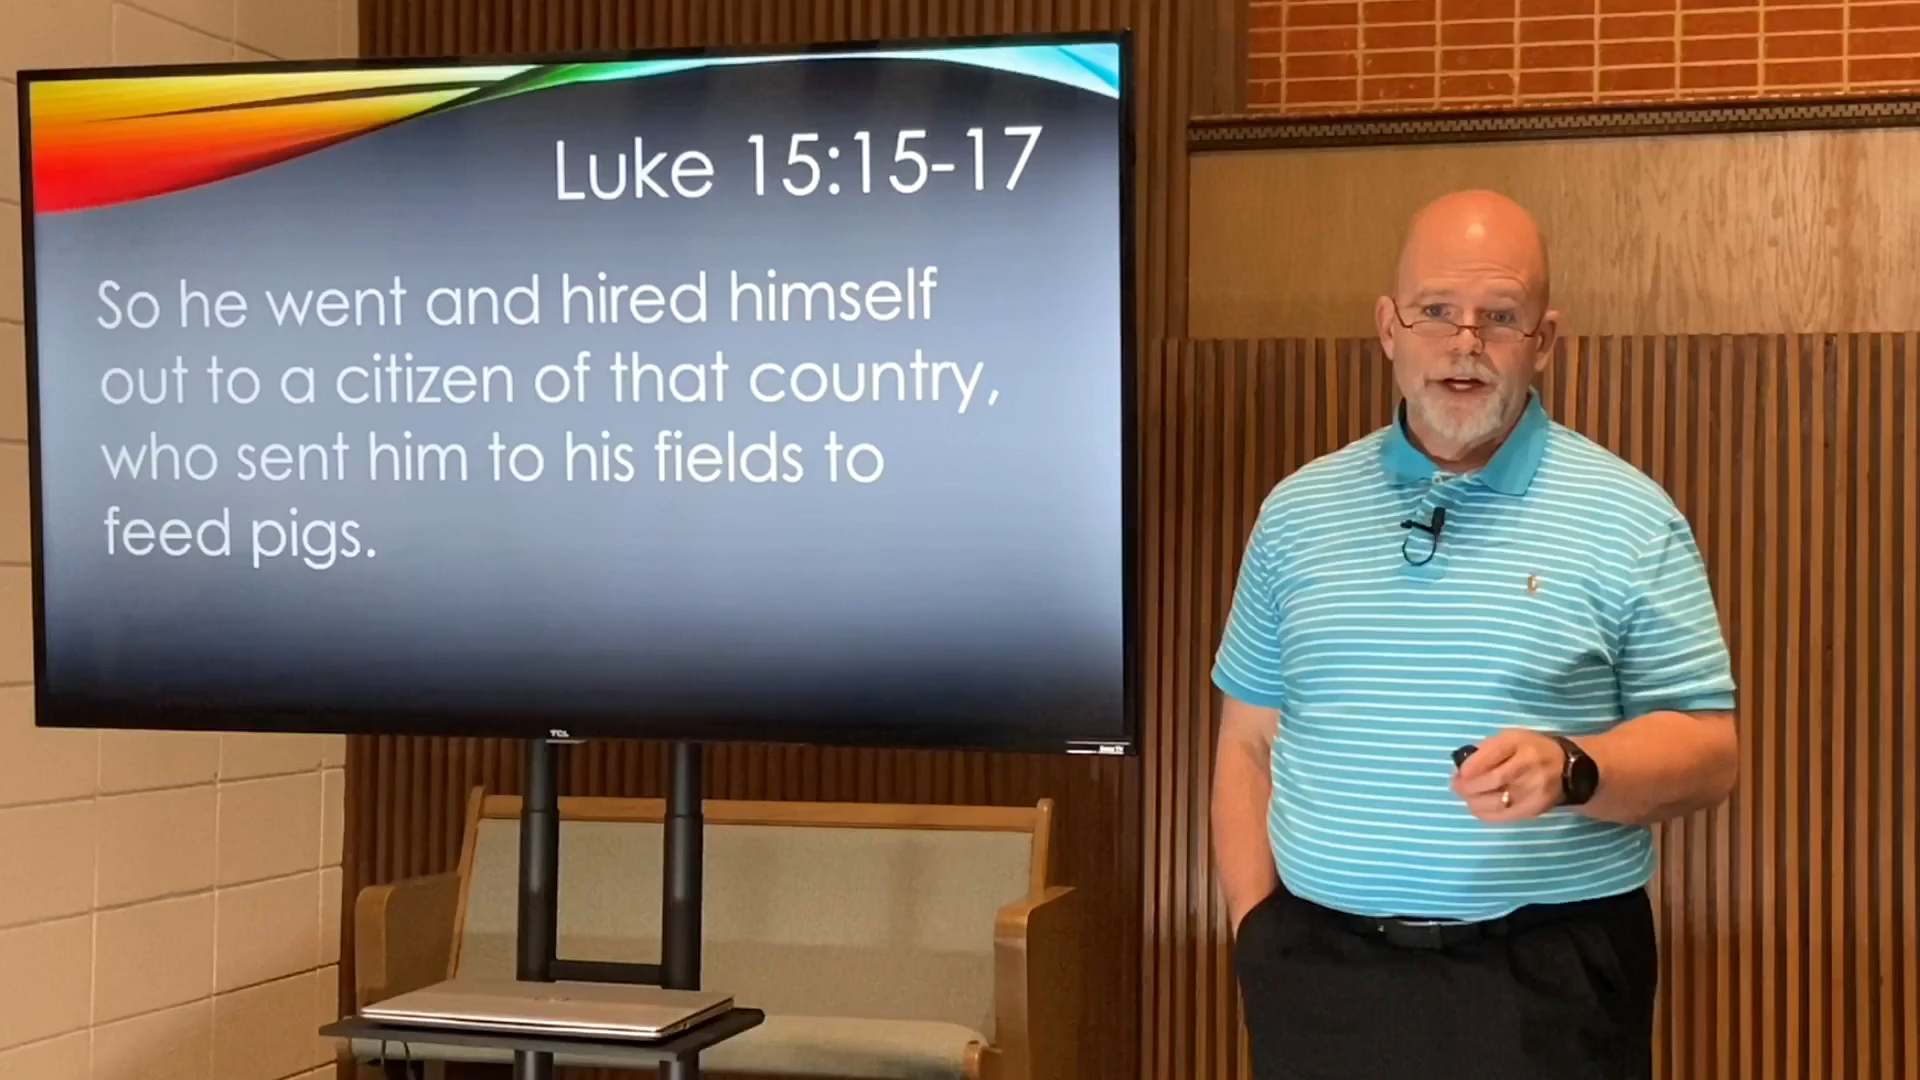 Luke 15:15-17
So he went and hired himself
out to a citizen of that country,
who sent him to his fields to
feed pigs.
TCL